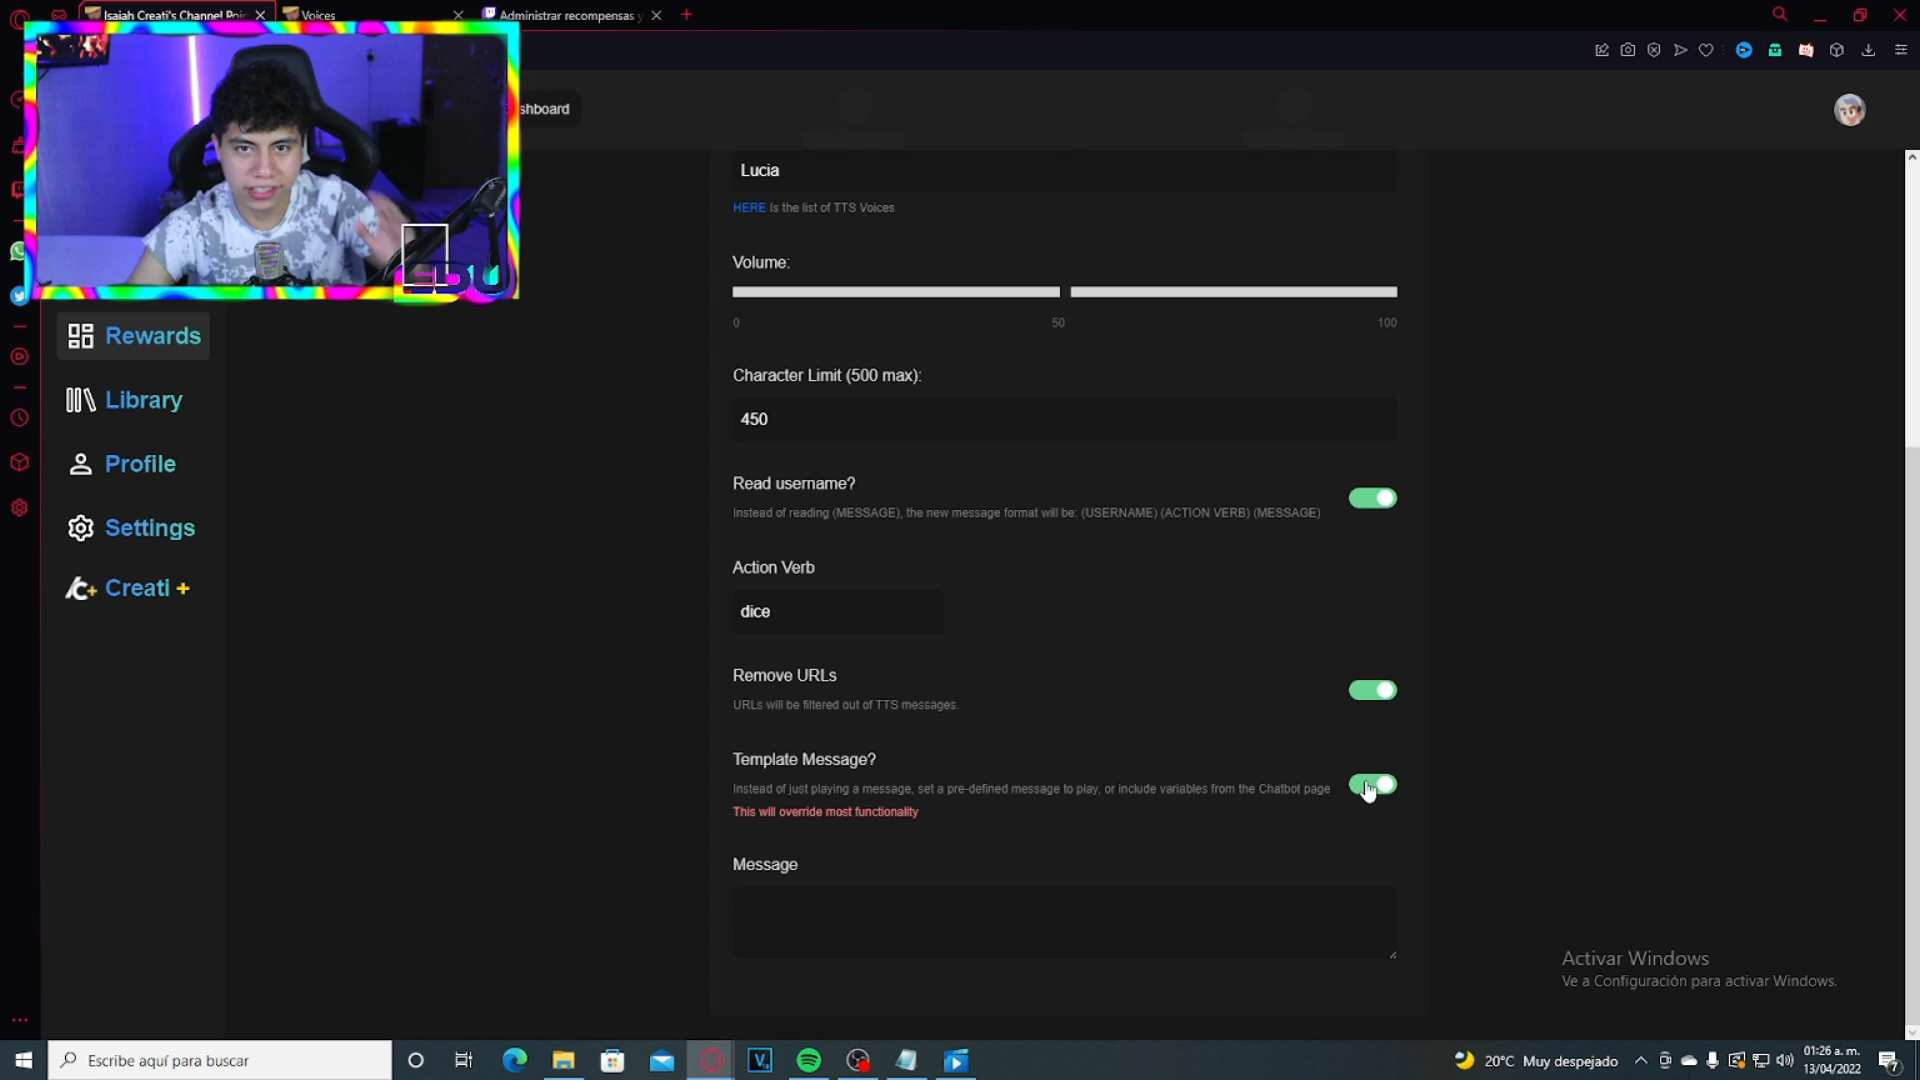 Isaiah Creati's Channel Poi
Voices
Administrar recompensas y
shboard
EDU
Lucia
HERE Is the list of TTS Voices
Volume:
0
50
100
Rewards
Character Limit (500 max):
Library
450
Profile
Read username?
Instead of reading (MESSAGE), the new message format will be: (USERNAME) (ACTION VERB) (MESSAGE)
Settings
Action Verb
Creati +
dice
Remove URLs
URLs will be filtered out of TTS messages.
Template Message?
Instead of just playing a message, set a pre-defined message to play, or include variables from the Chatbot page
This will override most functionality
Message
Activar Windows
Ve a Configuración para activar Windows.
Escribe aquí para buscar
20°C Muy despejado
01:26 a. m.
13/04/2022
7